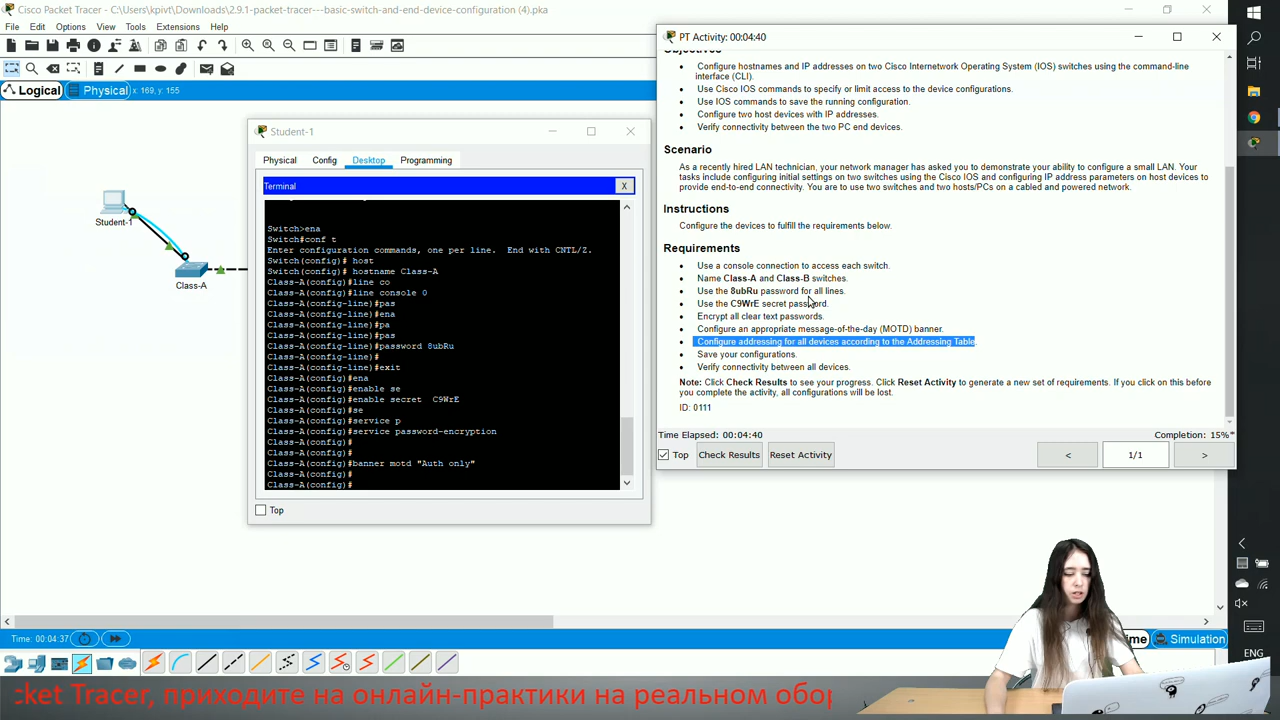 Cisco Packet Tracer - C:\Users\kpivt\Downloads\2.9.1-packet-tracer---basic-switch-and-end-device-configuration (4).pka
File Edit Options View Tools Extensions Help
Logical Physical x: 169, y: 155
Student-1
Class-A
Student-1
Physical Config Desktop Programming
Terminal X
Switch>ena
Switch#conf t
Enter configuration commands, one per line. End with CNTL/Z.
Switch(config)# host
Switch(config)# hostname Class-A
Class-A(config)#line co
Class-A(config)#line console 0
Class-A(config-line)#pas
Class-A(config-line)#ena
Class-A(config-line)#pa
Class-A(config-line)#pas
Class-A(config-line)#password 8ubRu
Class-A(config-line)#
Class-A(config-line)#exit
Class-A(config)#ena
Class-A(config)#enable se
Class-A(config)#enable secret C9WrE
Class-A(config)#se
Class-A(config)#service p
Class-A(config)#service password-encryption
Class-A(config)#
Class-A(config)#
Class-A(config)#banner motd "Auth only"
Class-A(config)#
Class-A(config)#
Top
PT Activity: 00:04:40
Objectives
Configure hostnames and IP addresses on two Cisco Internetwork Operating System (IOS) switches using the command-line
interface (CLI).
Use Cisco IOS commands to specify or limit access to the device configurations.
Use IOS commands to save the running configuration.
Configure two host devices with IP addresses.
Verify connectivity between the two PC end devices.
Scenario
As a recently hired LAN technician, your network manager has asked you to demonstrate your ability to configure a small LAN. Your
tasks include configuring initial settings on two switches using the Cisco IOS and configuring IP address parameters on host devices to
provide end-to-end connectivity. You are to use two switches and two hosts/PCs on a cabled and powered network.
Instructions
Configure the devices to fulfill the requirements below.
Requirements
Use a console connection to access each switch.
Name Class-A and Class-B switches.
Use the 8ubRu password for all lines.
Use the C9WrE secret password.
Encrypt all clear text passwords.
Configure an appropriate message-of-the-day (MOTD) banner.
Configure addressing for all devices according to the Addressing Table.
Save your configurations.
Verify connectivity between all devices.
Note: Click Check Results to see your progress. Click Reset Activity to generate a new set of requirements. If you click on this before
you complete the activity, all configurations will be lost.
ID: 0111
Time Elapsed: 00:04:40 Completion: 15%*
Top Check Results Reset Activity < 1/1 >
Time: 00:04:37
Simulation
ENG
cket Tracer, приходите на онлайн-практики на реальном обор